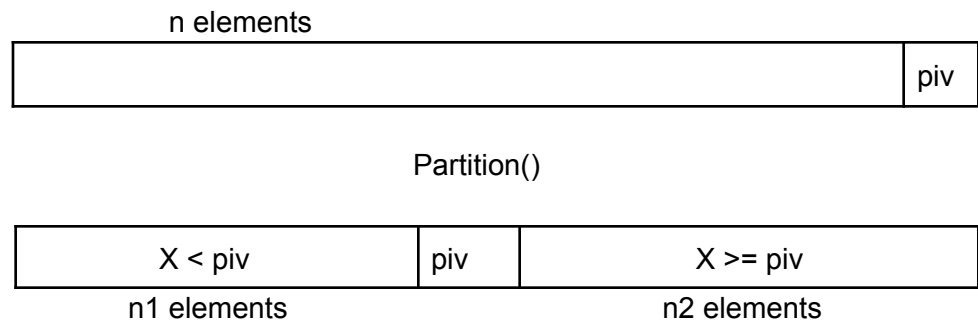 n elements
piv
Partition()
X < piv piv X >= piv
n1 elements n2 elements